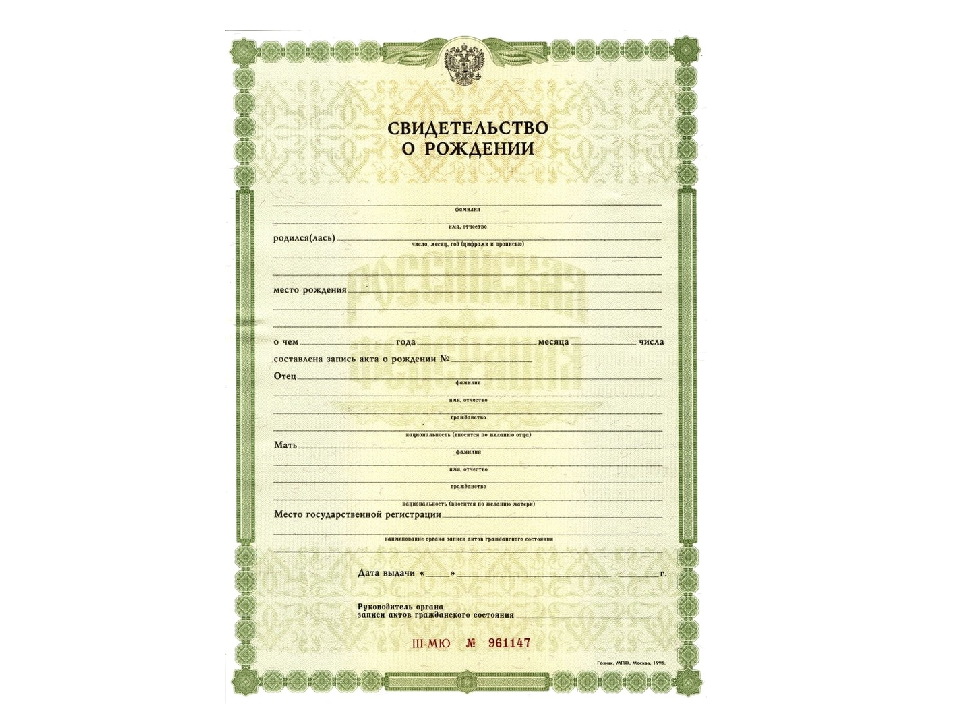 СВИДЕТЕЛЬСТВО
О РОЖДЕНИИ
фамилия
имя, отчество
родился(лась)
число, месяц, год (цифрами и прописью)
место рождения
о чем года месяца числа
составлена запись акта о рождении №
Отец
фамилия
имя, отчество
гражданство
национальность (вносится по желанию отца)
Мать
фамилия
имя, отчество
гражданство
национальность (вносится по желанию матери)
Место государственной регистрации
наименование органа записи актов гражданского состояния
Дата выдачи « » г.
Руководитель органа
записи актов гражданского состояния
III-МЮ № 961147
Гознак, МПФ, Москва, 1998.